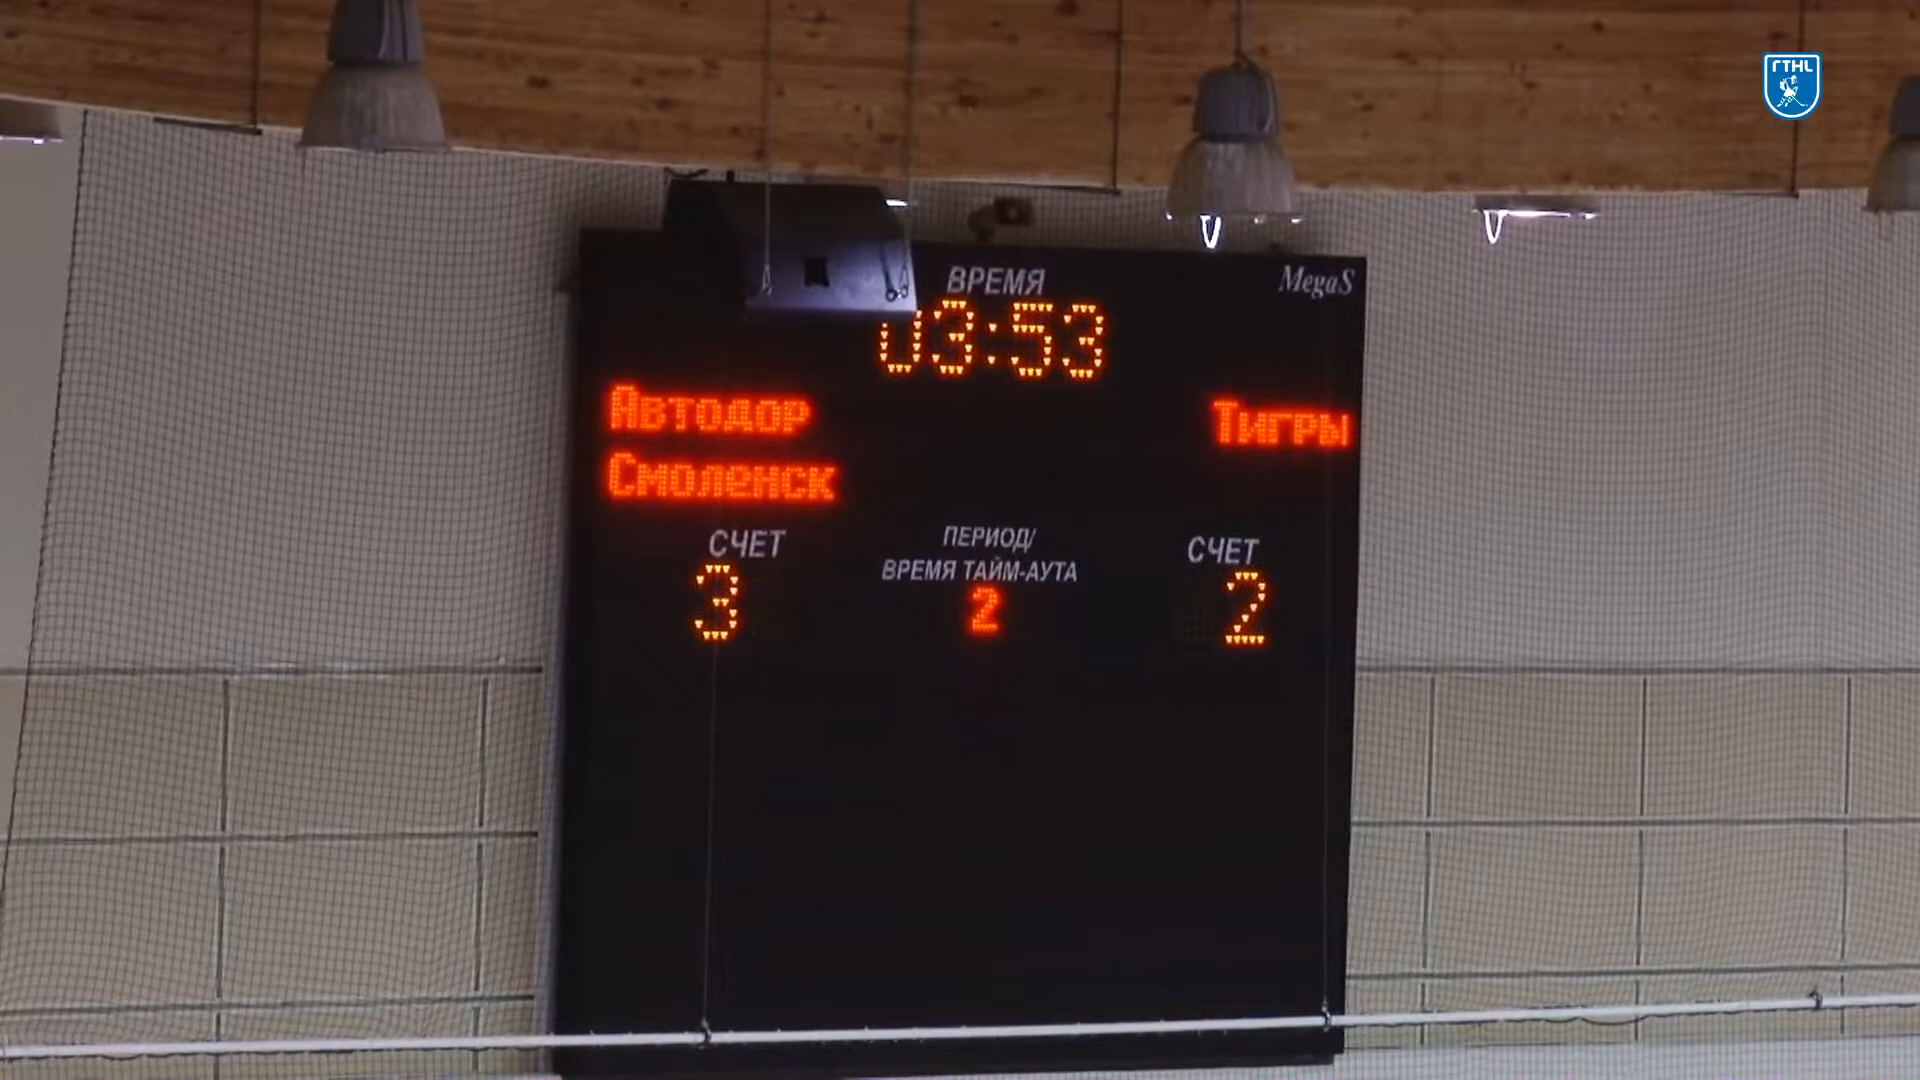 ГТHL
ВРЕМЯ
MegaS
03:53
Автодор
Тигры
Смоленск
СЧЕТ
ПЕРИОД/
ВРЕМЯ ТАЙМ-АУТА
СЧЕТ
3
2
2